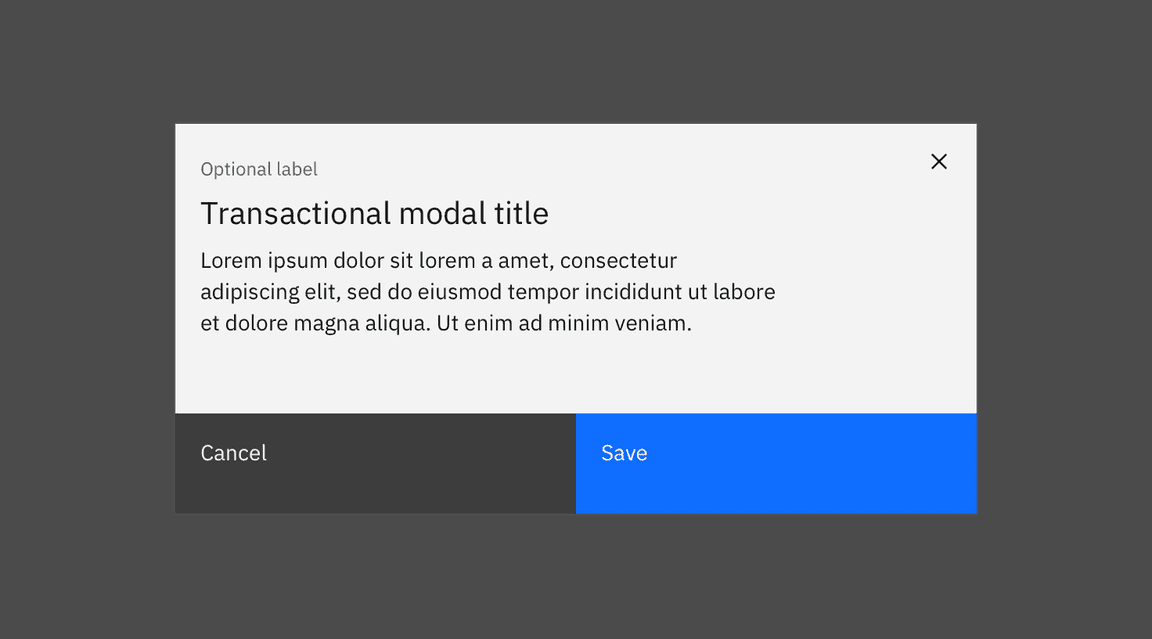 Optional label
Transactional modal title
Lorem ipsum dolor sit lorem a amet, consectetur
adipiscing elit, sed do eiusmod tempor incididunt ut labore
et dolore magna aliqua. Ut enim ad minim veniam.
Cancel
Save